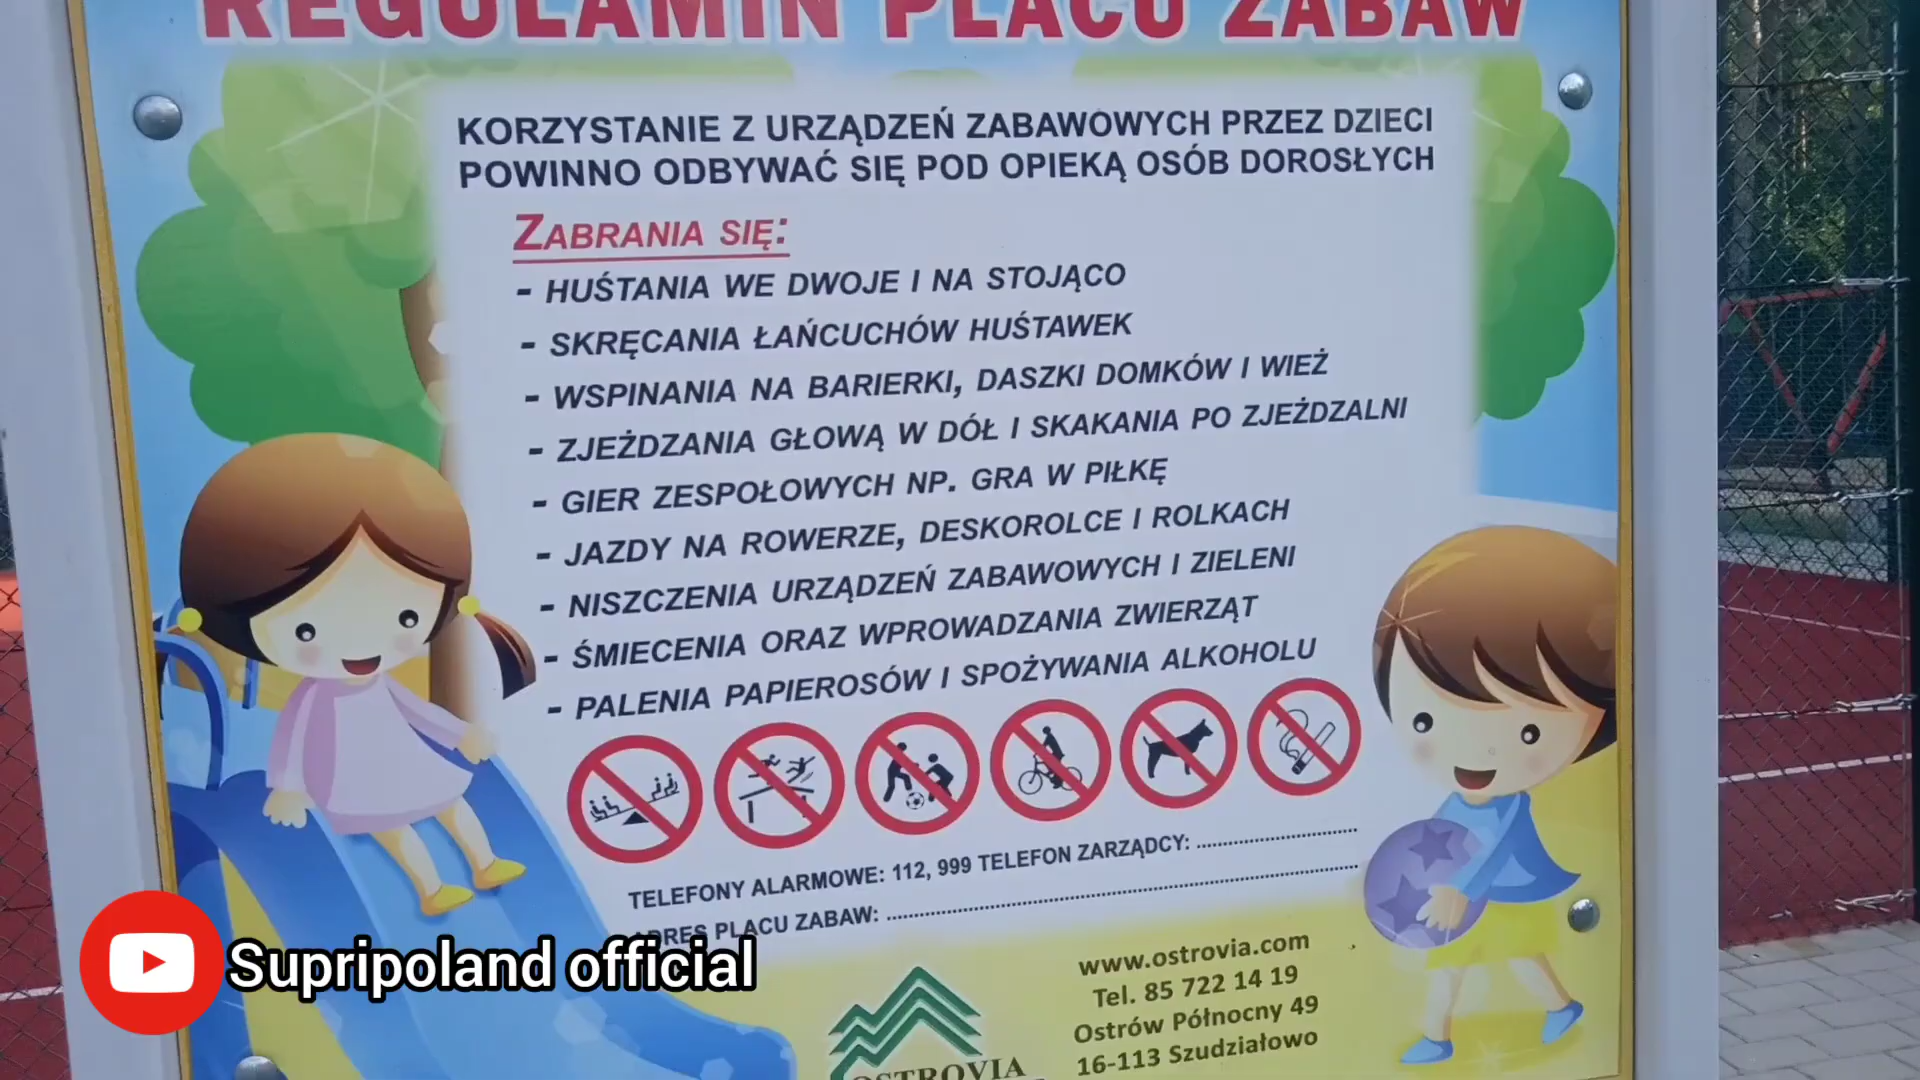 REGULAMIN PLACU ZABAW
KORZYSTANIE Z URZĄDZEŃ ZABAWOWYCH PRZEZ DZIECI
POWINNO ODBYWAĆ SIĘ POD OPIEKĄ OSÓB DOROSŁYCH
ZABRANIA SIĘ:
- HUŚTANIA WE DWOJE I NA STOJĄCO
- SKRĘCANIA ŁAŃCUCHÓW HUŚTAWEK
- WSPINANIA NA BARIERKI, DASZKI DOMKÓW I WIEŻ
- ZJEŻDZANIA GŁOWĄ W DÓŁ I SKAKANIA PO ZJEŻDZALNI
- GIER ZESPOŁOWYCH NP. GRA W PIŁKĘ
- JAZDY NA ROWERZE, DESKOROLCE I ROLKACH
- NISZCZENIA URZĄDZEŃ ZABAWOWYCH I ZIELENI
- ŚMIECENIA ORAZ WPROWADZANIA ZWIERZĄT
- PALENIA PAPIEROSÓW I SPOŻYWANIA ALKOHOLU
TELEFONY ALARMOWE: 112, 999 TELEFON ZARZĄDCY: ........................
ADRES PLACU ZABAW: ........................
Supripoland official
OSTROVIA
www.ostrovia.com
Tel. 85 722 14 19
Ostrów Północny 49
16-113 Szudziałowo